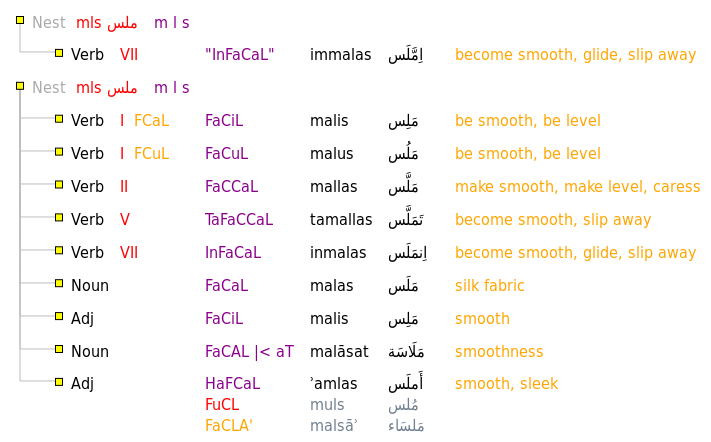 Nest mls ملس m l s
Verb VII "InFaCaL" immalas اِمَّلَس become smooth, glide, slip away
Nest mls ملس m l s
Verb I FCaL FaCiL malis مَلِس be smooth, be level
Verb I FCuL FaCuL malus مَلُس be smooth, be level
Verb II FaCCaL mallas مَلَّس make smooth, make level, caress
Verb V TaFaCCaL tamallas تَمَلَّس become smooth, slip away
Verb VII InFaCaL inmalas اِنمَلَس become smooth, glide, slip away
Noun FaCaL malas مَلَس silk fabric
Adj FaCiL malis مَلِس smooth
Noun FaCAL |< aT malāsat مَلَاسَة smoothness
Adj HaFCaL ʾamlas أَملَس smooth, sleek
FuCL muls مُلس
FaCLA' malsāʾ مَلسَاء